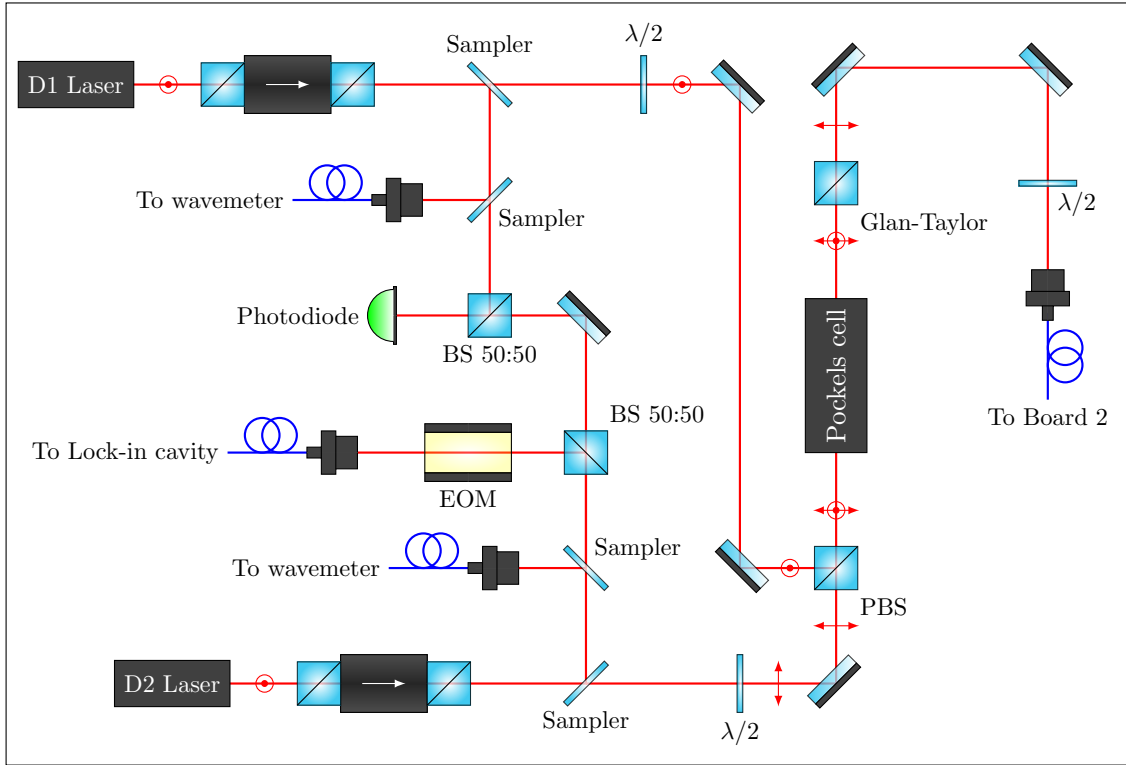 Sampler
λ/2
D1 Laser
To wavemeter
Sampler
Glan-Taylor
λ/2
Photodiode
BS 50:50
Pockels cell
BS 50:50
To Board 2
To Lock-in cavity
EOM
Sampler
To wavemeter
PBS
D2 Laser
Sampler
λ/2